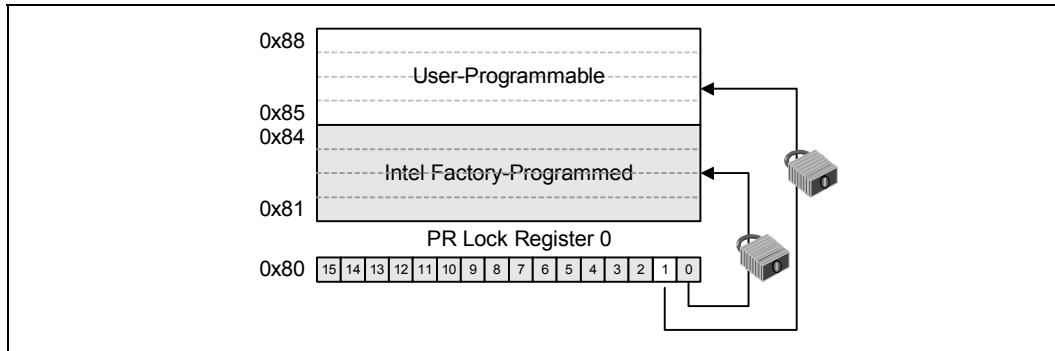 0x88
User-Programmable
0x85
0x84
Intel Factory-Programmed
0x81
PR Lock Register 0
0x80 15 14 13 12 11 10 9 8 7 6 5 4 3 2 1 0